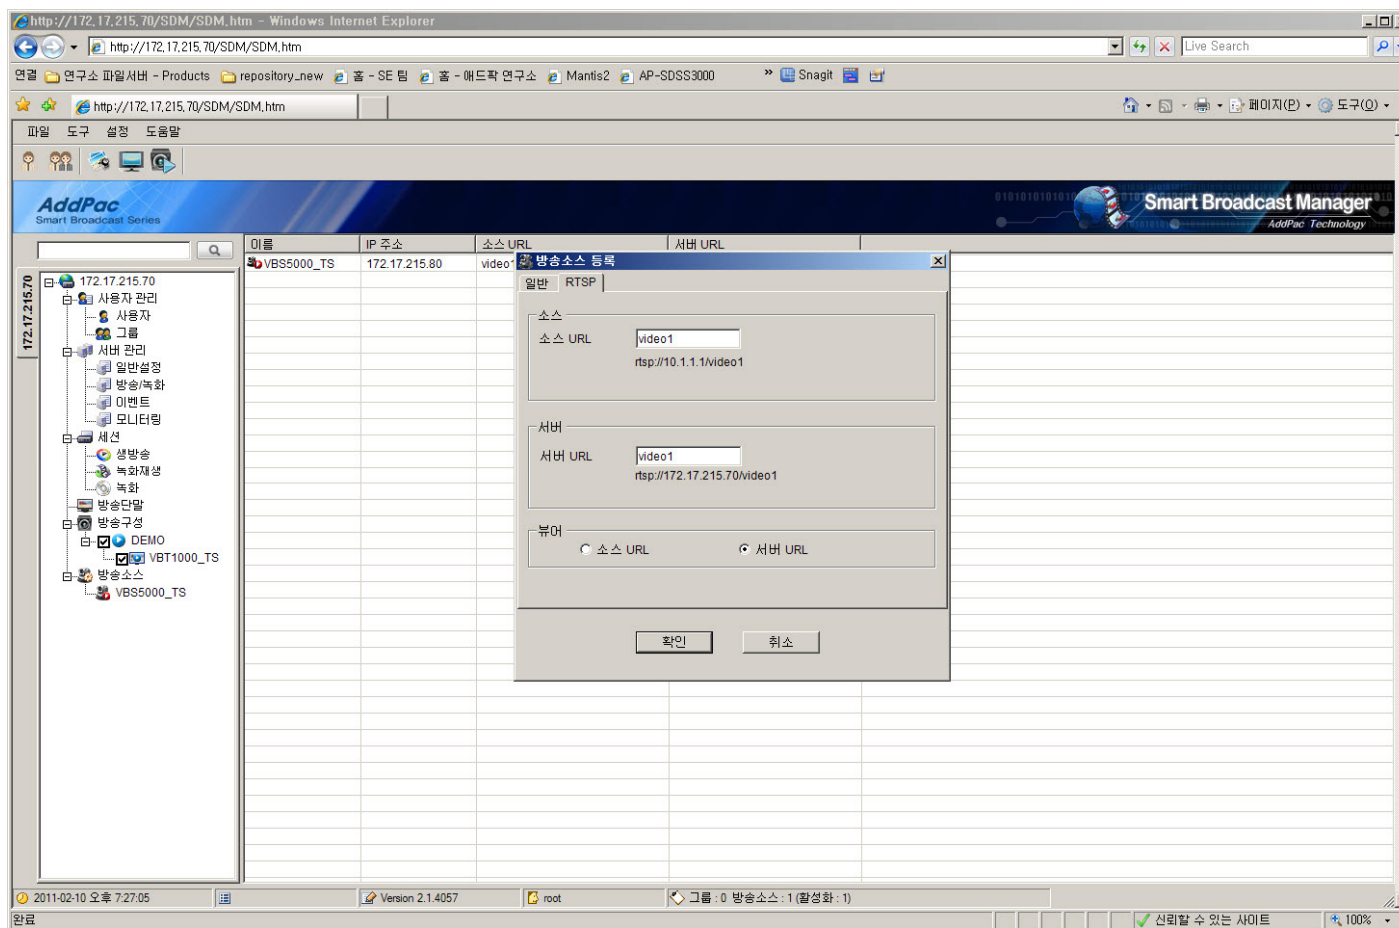 http://172.17.215.70/SDM/SDM.htm - Windows Internet Explorer
http://172.17.215.70/SDM/SDM.htm
Live Search
연결 연구소 파일서버 - Products repository_new 홈 - SE 팀 홈 - 애드팍 연구소 Mantis2 AP-SDSS3000 » Snagit
http://172.17.215.70/SDM/SDM.htm
페이지(P) 도구(O)
파일 도구 설정 도움말
AddPac
Smart Broadcast Series
Smart Broadcast Manager
AddPac Technology
이름 IP 주소 소스 URL 서버 URL
VBS5000_TS 172.17.215.80 video1
172.17.215.70
172.17.215.70
사용자 관리
사용자
그룹
서버 관리
일반설정
방송/녹화
이벤트
모니터링
세션
생방송
녹화재생
녹화
방송단말
방송구성
DEMO
VBT1000_TS
방송소스
VBS5000_TS
방송소스 등록
일반 RTSP
소스
소스 URL video1
rtsp://10.1.1.1/video1
서버
서버 URL video1
rtsp://172.17.215.70/video1
뷰어
소스 URL 서버 URL
확인 취소
2011-02-10 오후 7:27:05 Version 2.1.4057 root 그룹 : 0 방송소스 : 1 (활성화 : 1)
완료 신뢰할 수 있는 사이트 100%